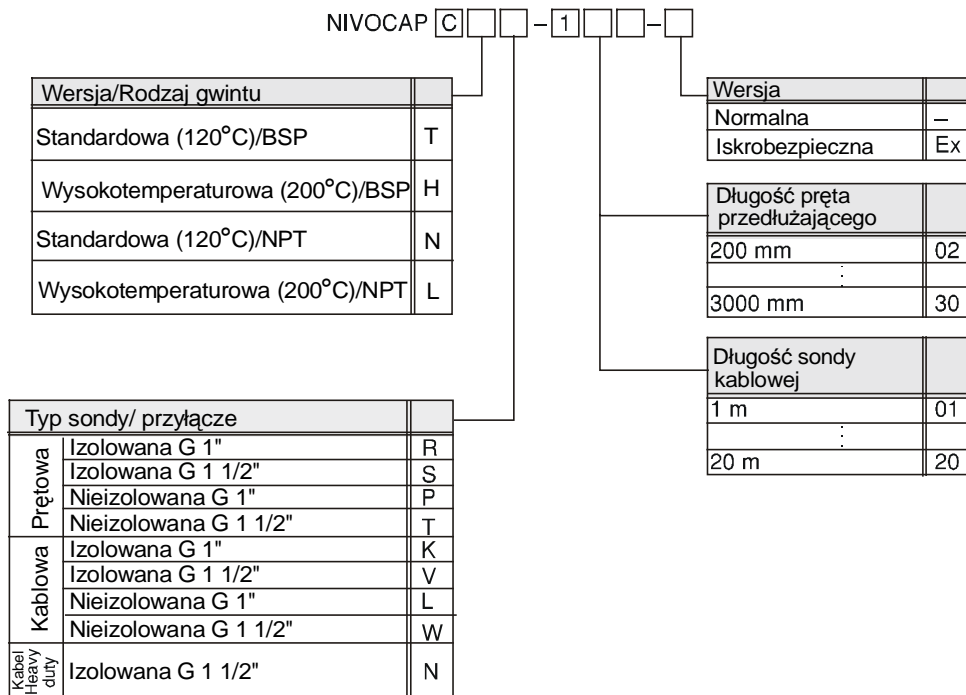 NIVOCAP C - 1 -
Wersja/Rodzaj gwintu
Standardowa (120°C)/BSP T
Wysokotemperaturowa (200°C)/BSP H
Standardowa (120°C)/NPT N
Wysokotemperaturowa (200°C)/NPT L
Typ sondy/ przyłącze
Prętowa
Izolowana G 1" R
Izolowana G 1 1/2" S
Nieizolowana G 1" P
Nieizolowana G 1 1/2" T
Kablowa
Izolowana G 1" K
Izolowana G 1 1/2" V
Nieizolowana G 1" L
Nieizolowana G 1 1/2" W
Kabel
Heavy
duty
Izolowana G 1 1/2" N
Wersja
Normalna –
Iskrobezpieczna Ex
Długość pręta
przedłużającego
200 mm 02
⋮
3000 mm 30
Długość sondy
kablowej
1 m 01
⋮
20 m 20